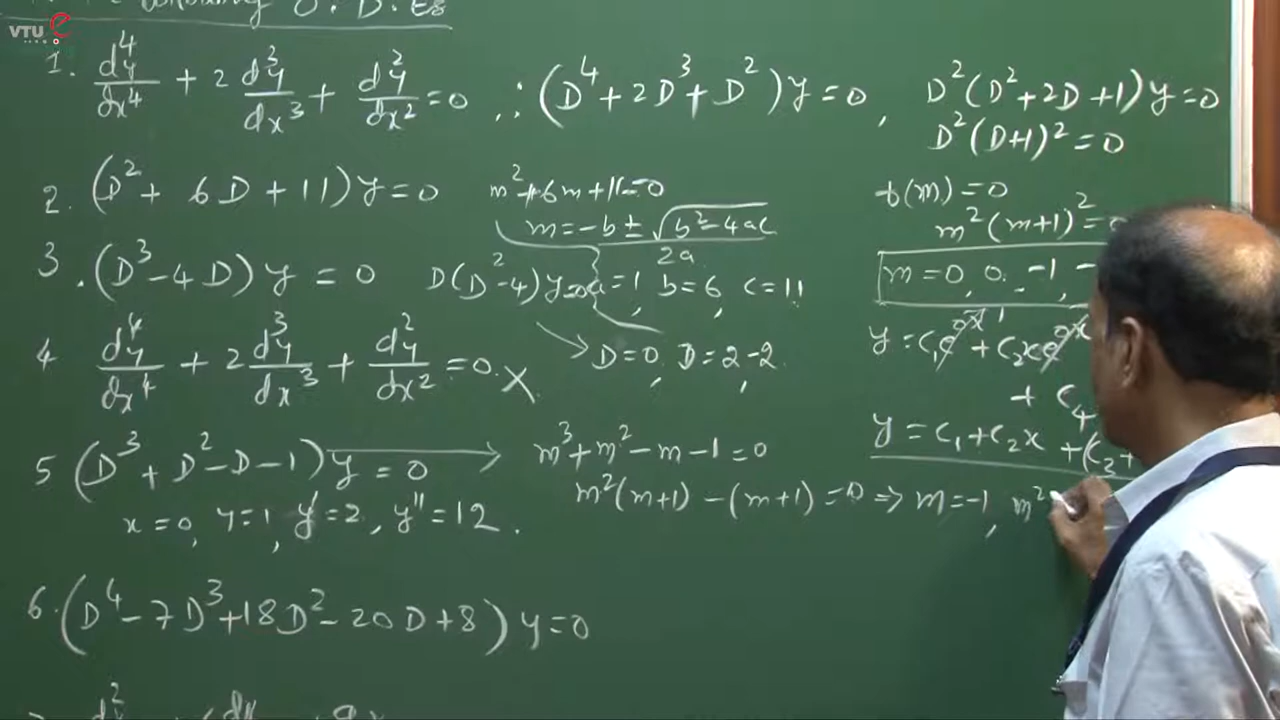 VTU e
O.D.Es
1. d⁴y/dx⁴ + 2 d³y/dx³ + d²y/dx² = 0 ∴ (D⁴ + 2D³ + D²)y = 0, D²(D² + 2D + 1)y = 0
D²(D+1)² = 0
2. (D² + 6D + 11)y = 0 m² + 6m + 11 = 0 f(m) = 0
m = -b ± √(b² - 4ac) / 2a m²(m+1)² = 0
3. (D³ - 4D)y = 0 D(D² - 4)y = 0 a = 1, b = 6, c = 11 m = 0, 0, -1, -
D = 0, D = 2, -2 y = c₁e⁰ˣ + c₂xe⁰ˣ
4 d⁴y/dx⁴ + 2 d³y/dx³ + d²y/dx² = 0. X + c₄
y = c₁ + c₂x + (c₃ +
5 (D³ + D² - D - 1)y = 0 → m³ + m² - m - 1 = 0
m²(m+1) - (m+1) = 0 ⇒ m = -1, m²
x = 0, y = 1, y' = 2, y'' = 12.
6. (D⁴ - 7D³ + 18D² - 20D + 8)y = 0